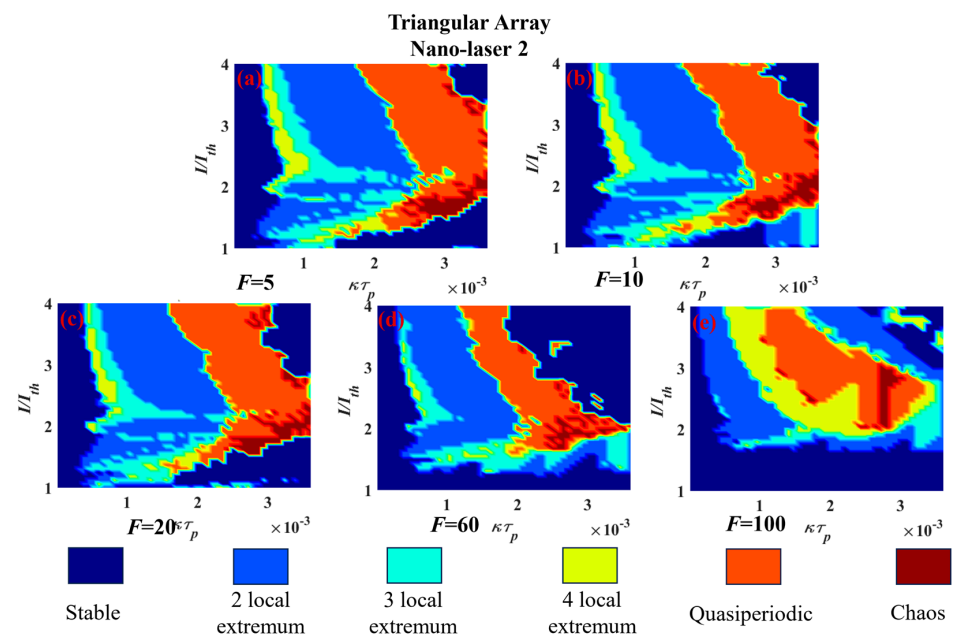 Triangular Array
Nano-laser 2
(a)
4
3
2
1
I/I_th
1
2
3
F=5
κτ_p
×10⁻³
(b)
4
3
2
1
I/I_th
1
2
3
F=10
κτ_p
×10⁻³
(c)
4
3
2
1
I/I_th
1
2
3
F=20
κτ_p
×10⁻³
(d)
4
3
2
1
I/I_th
1
2
3
F=60
κτ_p
×10⁻³
(e)
4
3
2
1
I/I_th
1
2
3
F=100
κτ_p
×10⁻³
Stable
2 local
extremum
3 local
extremum
4 local
extremum
Quasiperiodic
Chaos